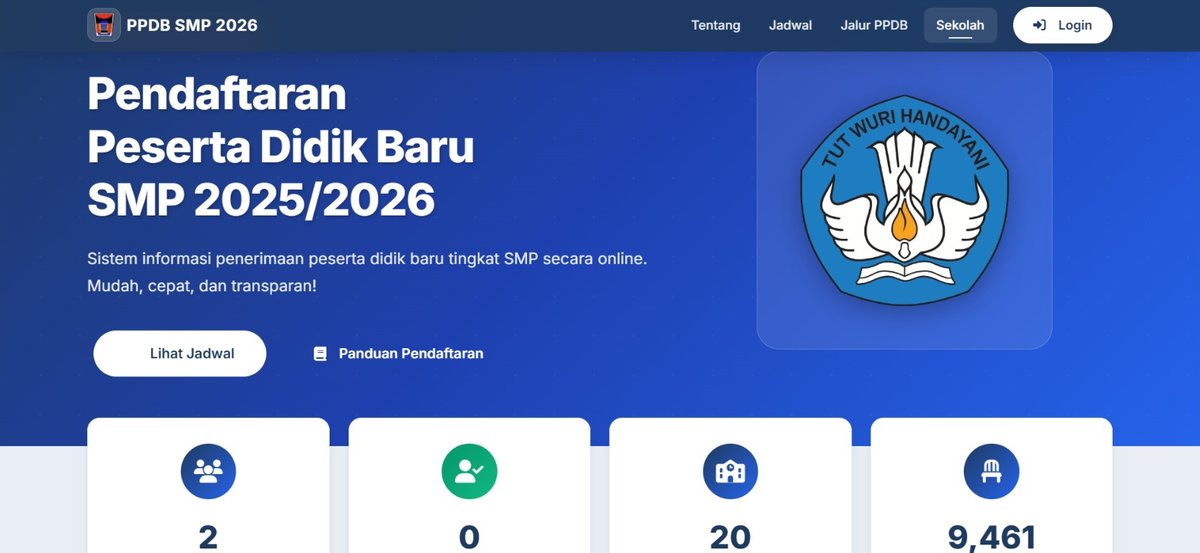 PPDB SMP 2026
Tentang
Jadwal
Jalur PPDB
Sekolah
Login
Pendaftaran
Peserta Didik Baru
SMP 2025/2026
Sistem informasi penerimaan peserta didik baru tingkat SMP secara online.
Mudah, cepat, dan transparan!
Lihat Jadwal
Panduan Pendaftaran
TUT WURI HANDAYANI
2
0
20
9,461